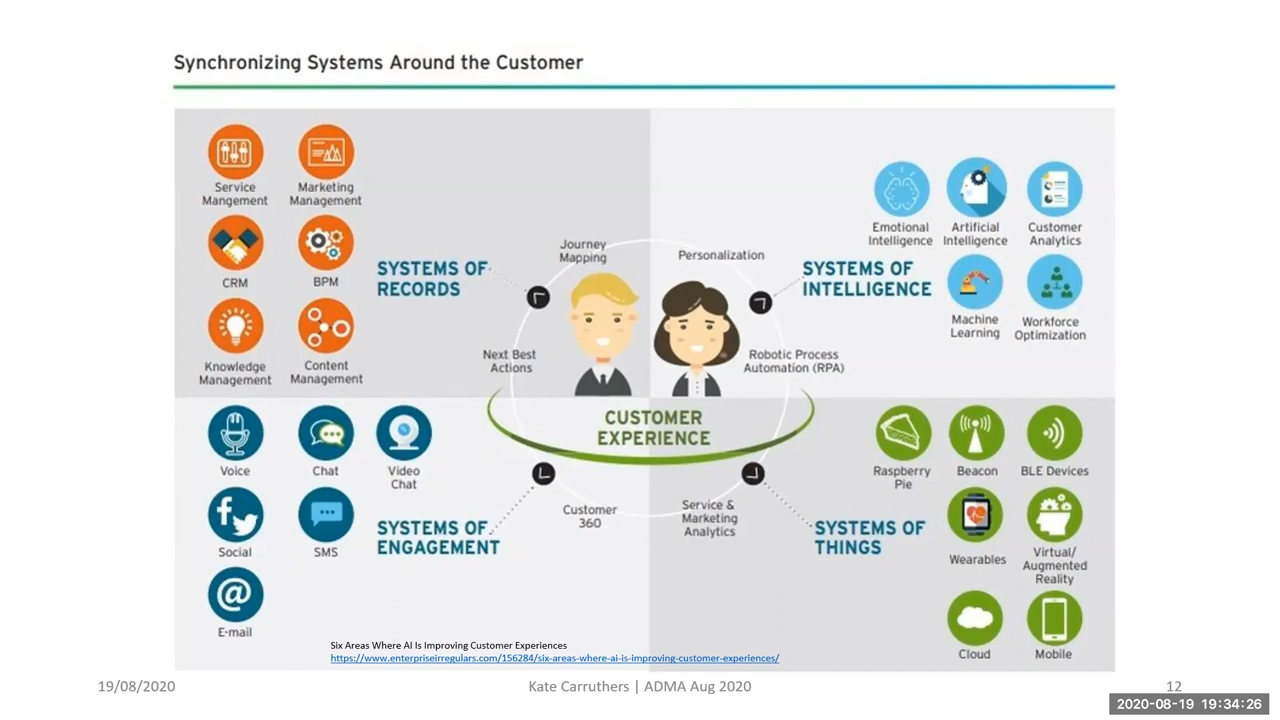 Synchronizing Systems Around the Customer
Service
Mangement
Marketing
Management
CRM
BPM
Knowledge
Management
Content
Management
SYSTEMS OF
RECORDS
Journey
Mapping
Personalization
Next Best
Actions
Robotic Process
Automation (RPA)
SYSTEMS OF
INTELLIGENCE
Emotional
Intelligence
Artificial
Intelligence
Customer
Analytics
Machine
Learning
Workforce
Optimization
CUSTOMER
EXPERIENCE
Voice
Chat
Video
Chat
Social
SMS
E-mail
@
f
SYSTEMS OF
ENGAGEMENT
Customer
360
Service &
Marketing
Analytics
SYSTEMS OF
THINGS
Raspberry
Pie
Beacon
BLE Devices
Wearables
Virtual/
Augmented
Reality
Cloud
Mobile
Six Areas Where AI Is Improving Customer Experiences
https://www.enterpriseirregulars.com/156284/six-areas-where-ai-is-improving-customer-experiences/
19/08/2020
Kate Carruthers | ADMA Aug 2020
12
2020-08-19 19:34:26